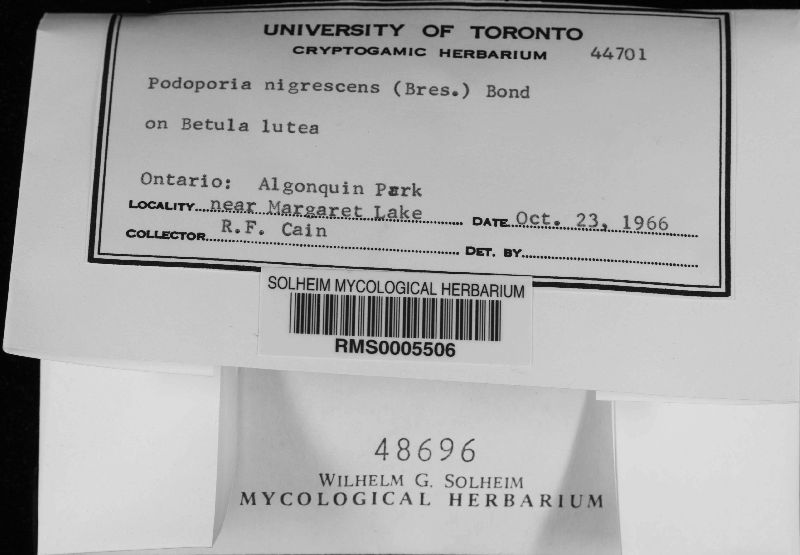 UNIVERSITY OF TORONTO
CRYPTOGAMIC HERBARIUM 44701
Podoporia nigrescens (Bres.) Bond
on Betula lutea
Ontario: Algonquin Park
LOCALITY near Margaret Lake DATE Oct. 23, 1966
COLLECTOR R.F. Cain DET. BY
SOLHEIM MYCOLOGICAL HERBARIUM
RMS0005506
48696
WILHELM G. SOLHEIM
MYCOLOGICAL HERBARIUM